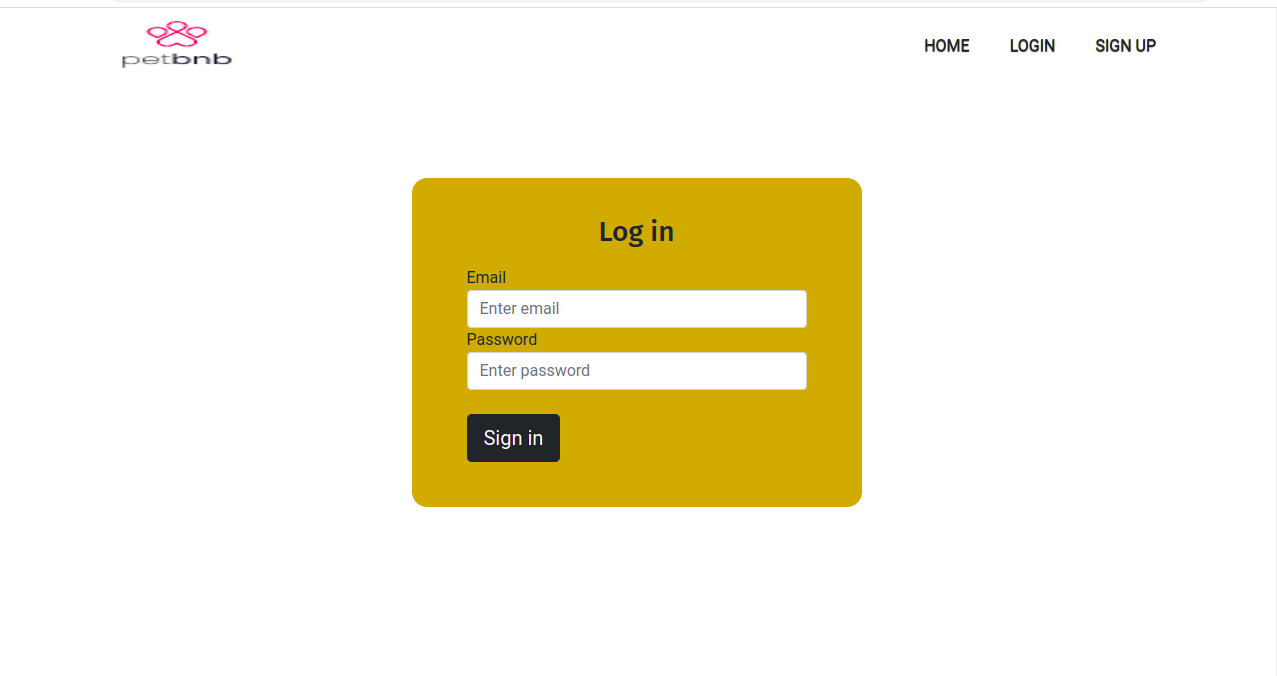 petbnb
HOME LOGIN SIGN UP
Log in
Email
Enter email
Password
Enter password
Sign in